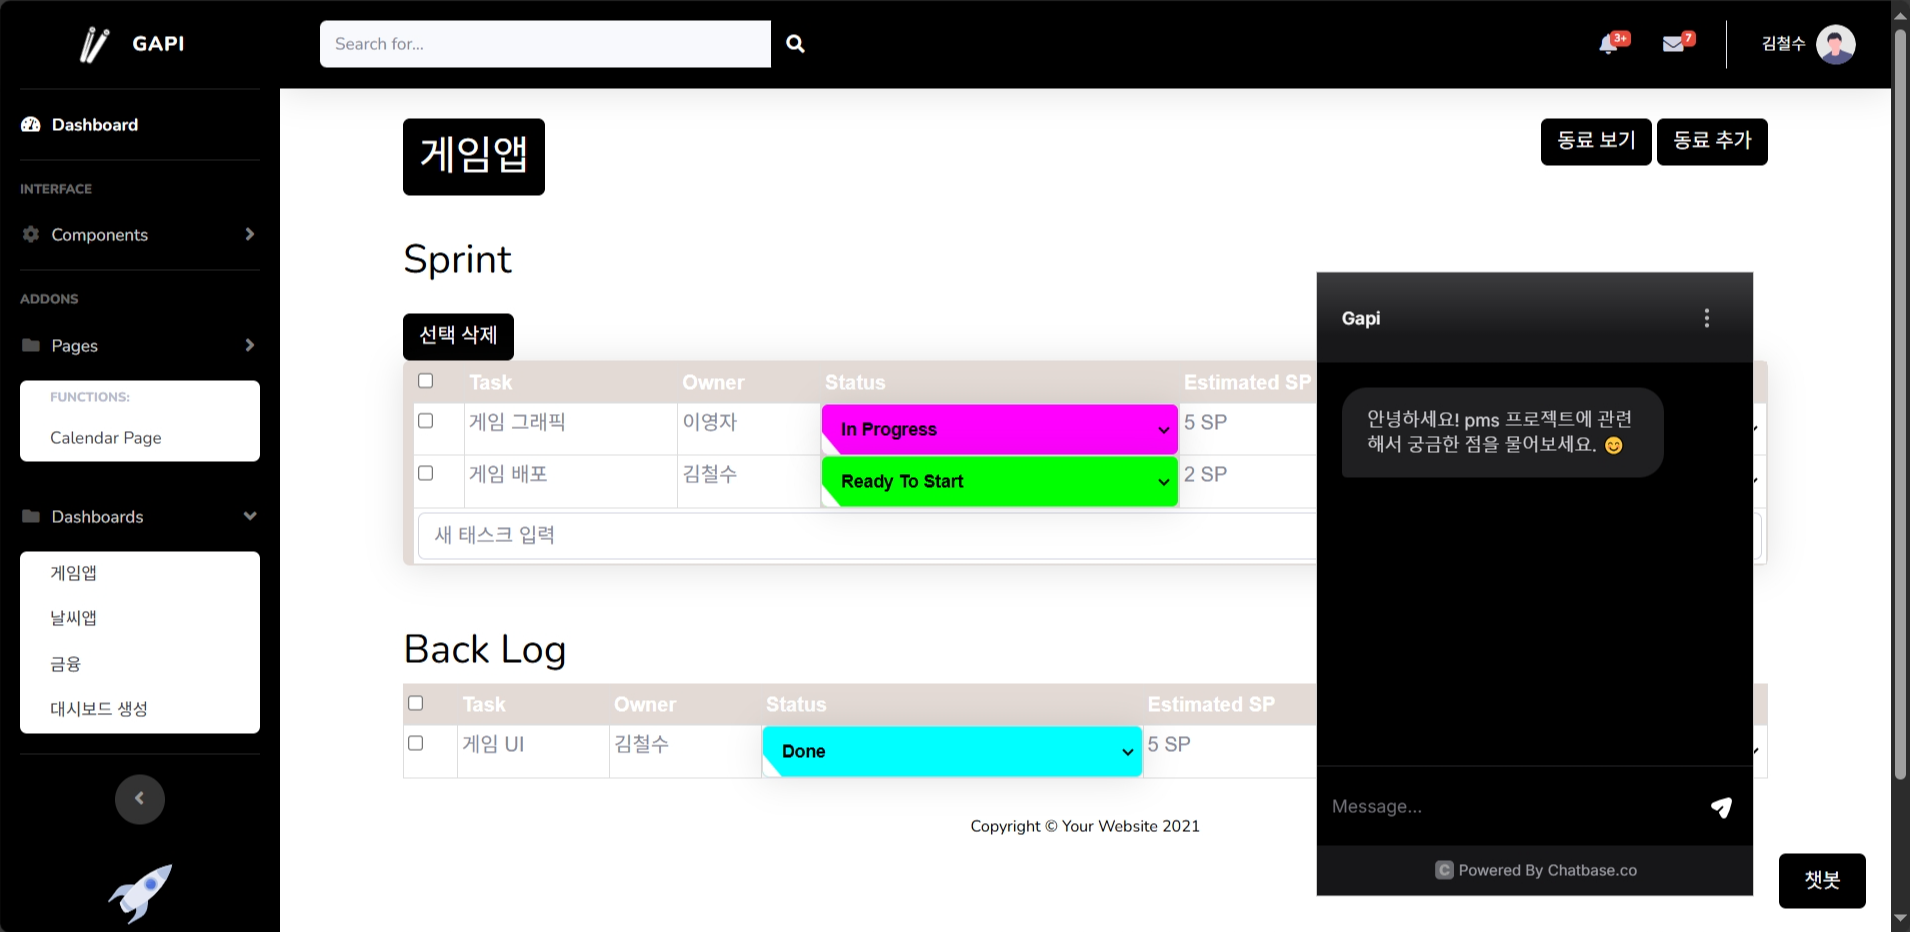 GAPI
Search for...
3+
7
김철수
Dashboard
INTERFACE
Components
ADDONS
Pages
FUNCTIONS:
Calendar Page
Dashboards
게임앱
날씨앱
금융
대시보드 생성
게임앱
동료 보기
동료 추가
Sprint
선택 삭제
Task Owner Status Estimated SP
게임 그래픽 이영자 In Progress 5 SP
게임 배포 김철수 Ready To Start 2 SP
새 태스크 입력
Back Log
Task Owner Status Estimated SP
게임 UI 김철수 Done 5 SP
Copyright © Your Website 2021
Gapi
안녕하세요! pms 프로젝트에 관련
해서 궁금한 점을 물어보세요. 😊
Message...
C Powered By Chatbase.co
챗봇